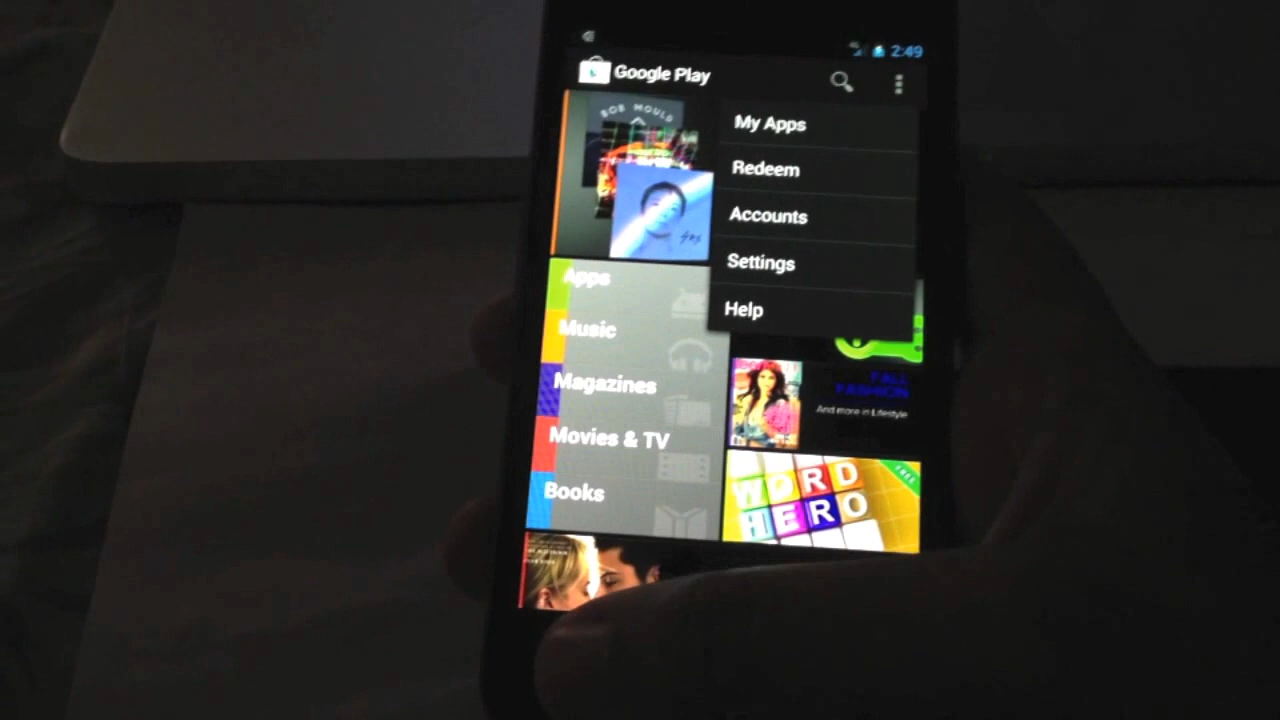 2:49
Google Play
BOB MOULD
My Apps
Redeem
Accounts
Settings
Help
Apps
Music
Magazines
Movies & TV
Books
FALL
FASHION
And more in Lifestyle
FREE
WORD
HERO